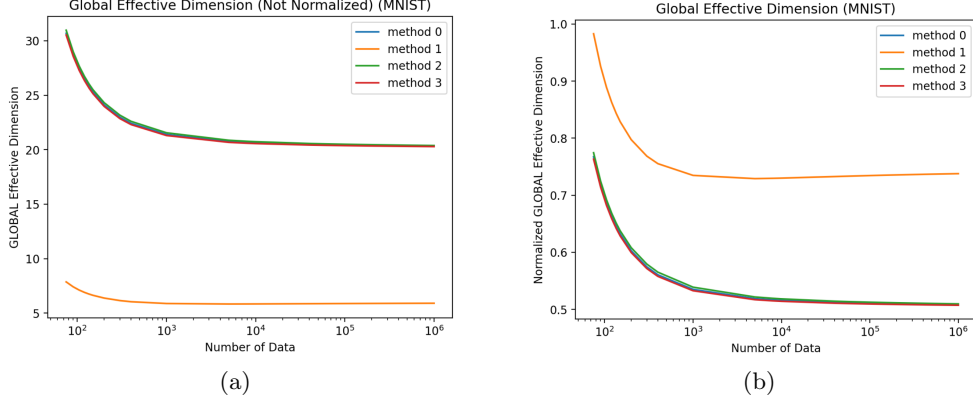 Global Effective Dimension (Not Normalized) (MNIST)
GLOBAL Effective Dimension
30
25
20
15
10
5
method 0
method 1
method 2
method 3
10²
10³
10⁴
10⁵
10⁶
Number of Data
(a)
Global Effective Dimension (MNIST)
Normalized GLOBAL Effective Dimension
1.0
0.9
0.8
0.7
0.6
0.5
method 0
method 1
method 2
method 3
10²
10³
10⁴
10⁵
10⁶
Number of Data
(b)